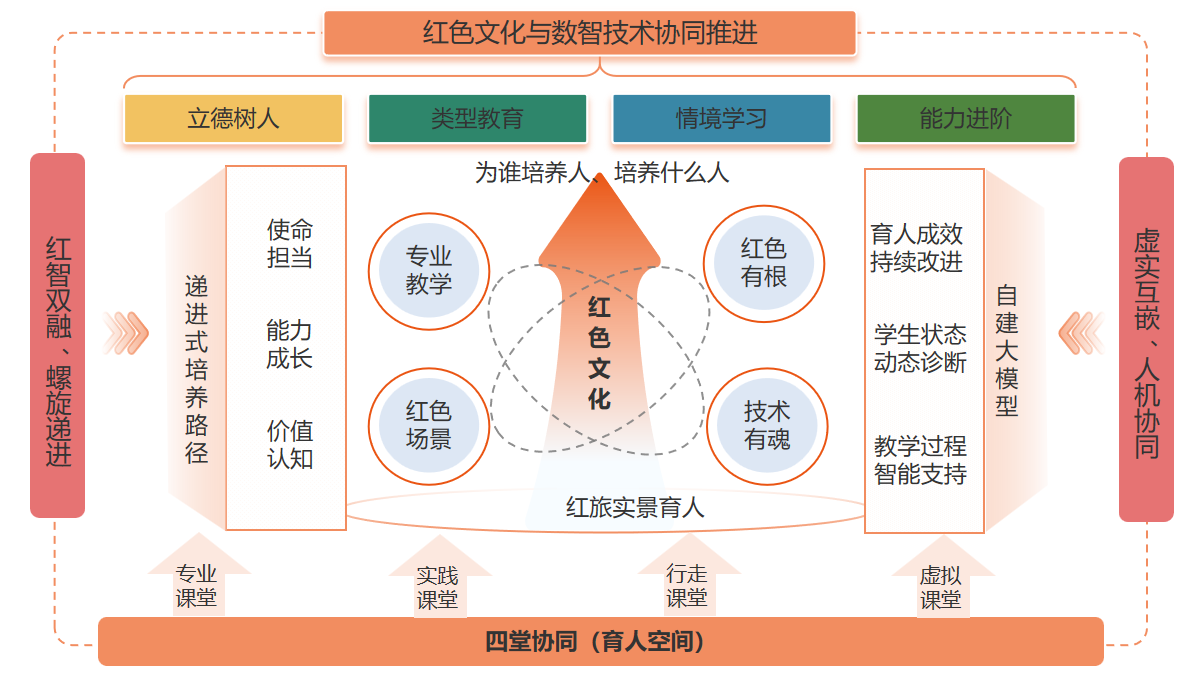 红色文化与数智技术协同推进
立德树人
类型教育
情境学习
能力进阶
为谁培养人、培养什么人
红智双融、螺旋递进
递进式培养路径
使命
担当
能力
成长
价值
认知
专业
教学
红色
场景
红色文化
红色
有根
技术
有魂
红旅实景育人
育人成效
持续改进
学生状态
动态诊断
教学过程
智能支持
自建大模型
虚实互嵌、人机协同
专业
课堂
实践
课堂
行走
课堂
虚拟
课堂
四堂协同（育人空间）